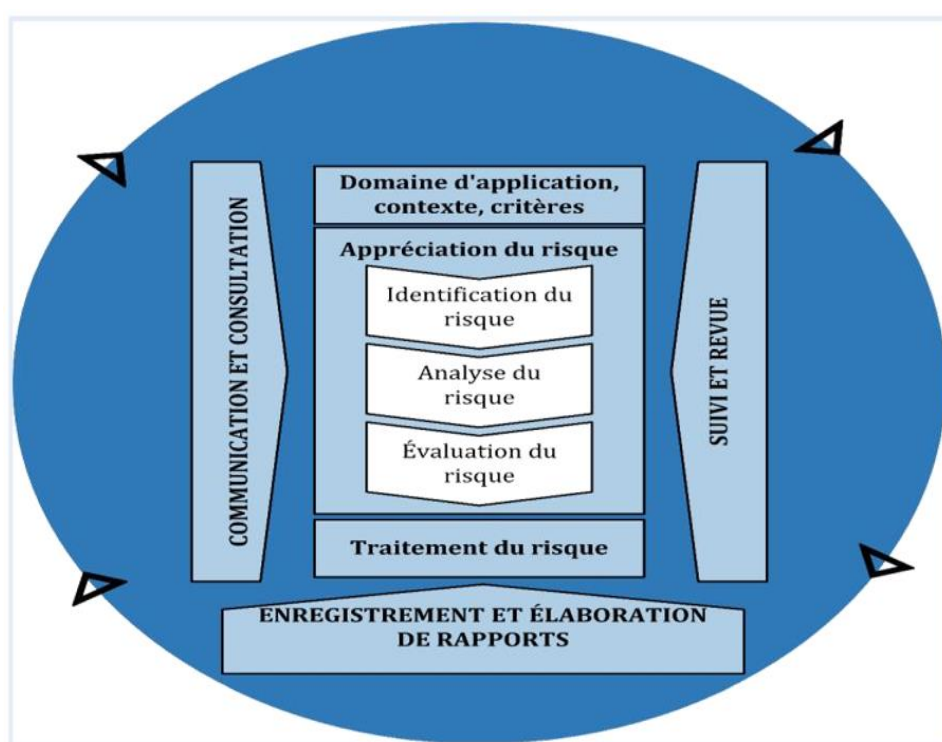 Domaine d'application,
contexte, critères
Appréciation du risque
Identification du
risque
Analyse du
risque
Évaluation du
risque
Traitement du risque
COMMUNICATION ET CONSULTATION
SUIVI ET REVUE
ENREGISTREMENT ET ÉLABORATION
DE RAPPORTS